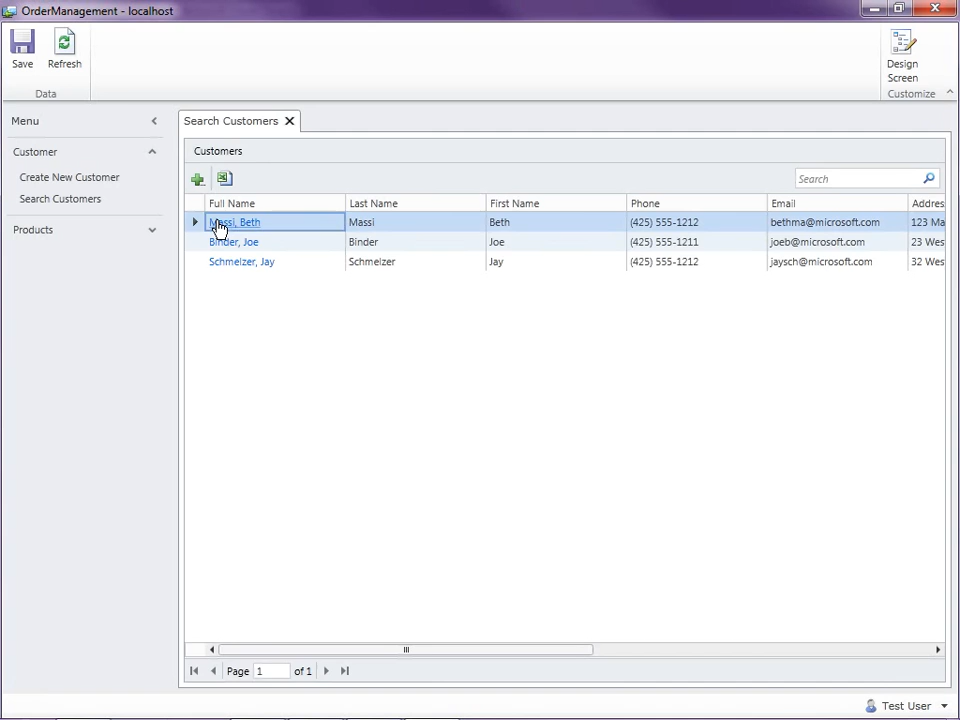 OrderManagement - localhost
Save
Refresh
Data
Design
Screen
Customize
Menu
Customer
Create New Customer
Search Customers
Products
Search Customers
Customers
Search
Full Name Last Name First Name Phone Email Addres
Massi, Beth Massi Beth (425) 555-1212 bethma@microsoft.com 123 Ma
Binder, Joe Binder Joe (425) 555-1211 joeb@microsoft.com 23 Wes
Schmelzer, Jay Schmelzer Jay (425) 555-1212 jaysch@microsoft.com 32 Wes
Page 1 of 1
Test User